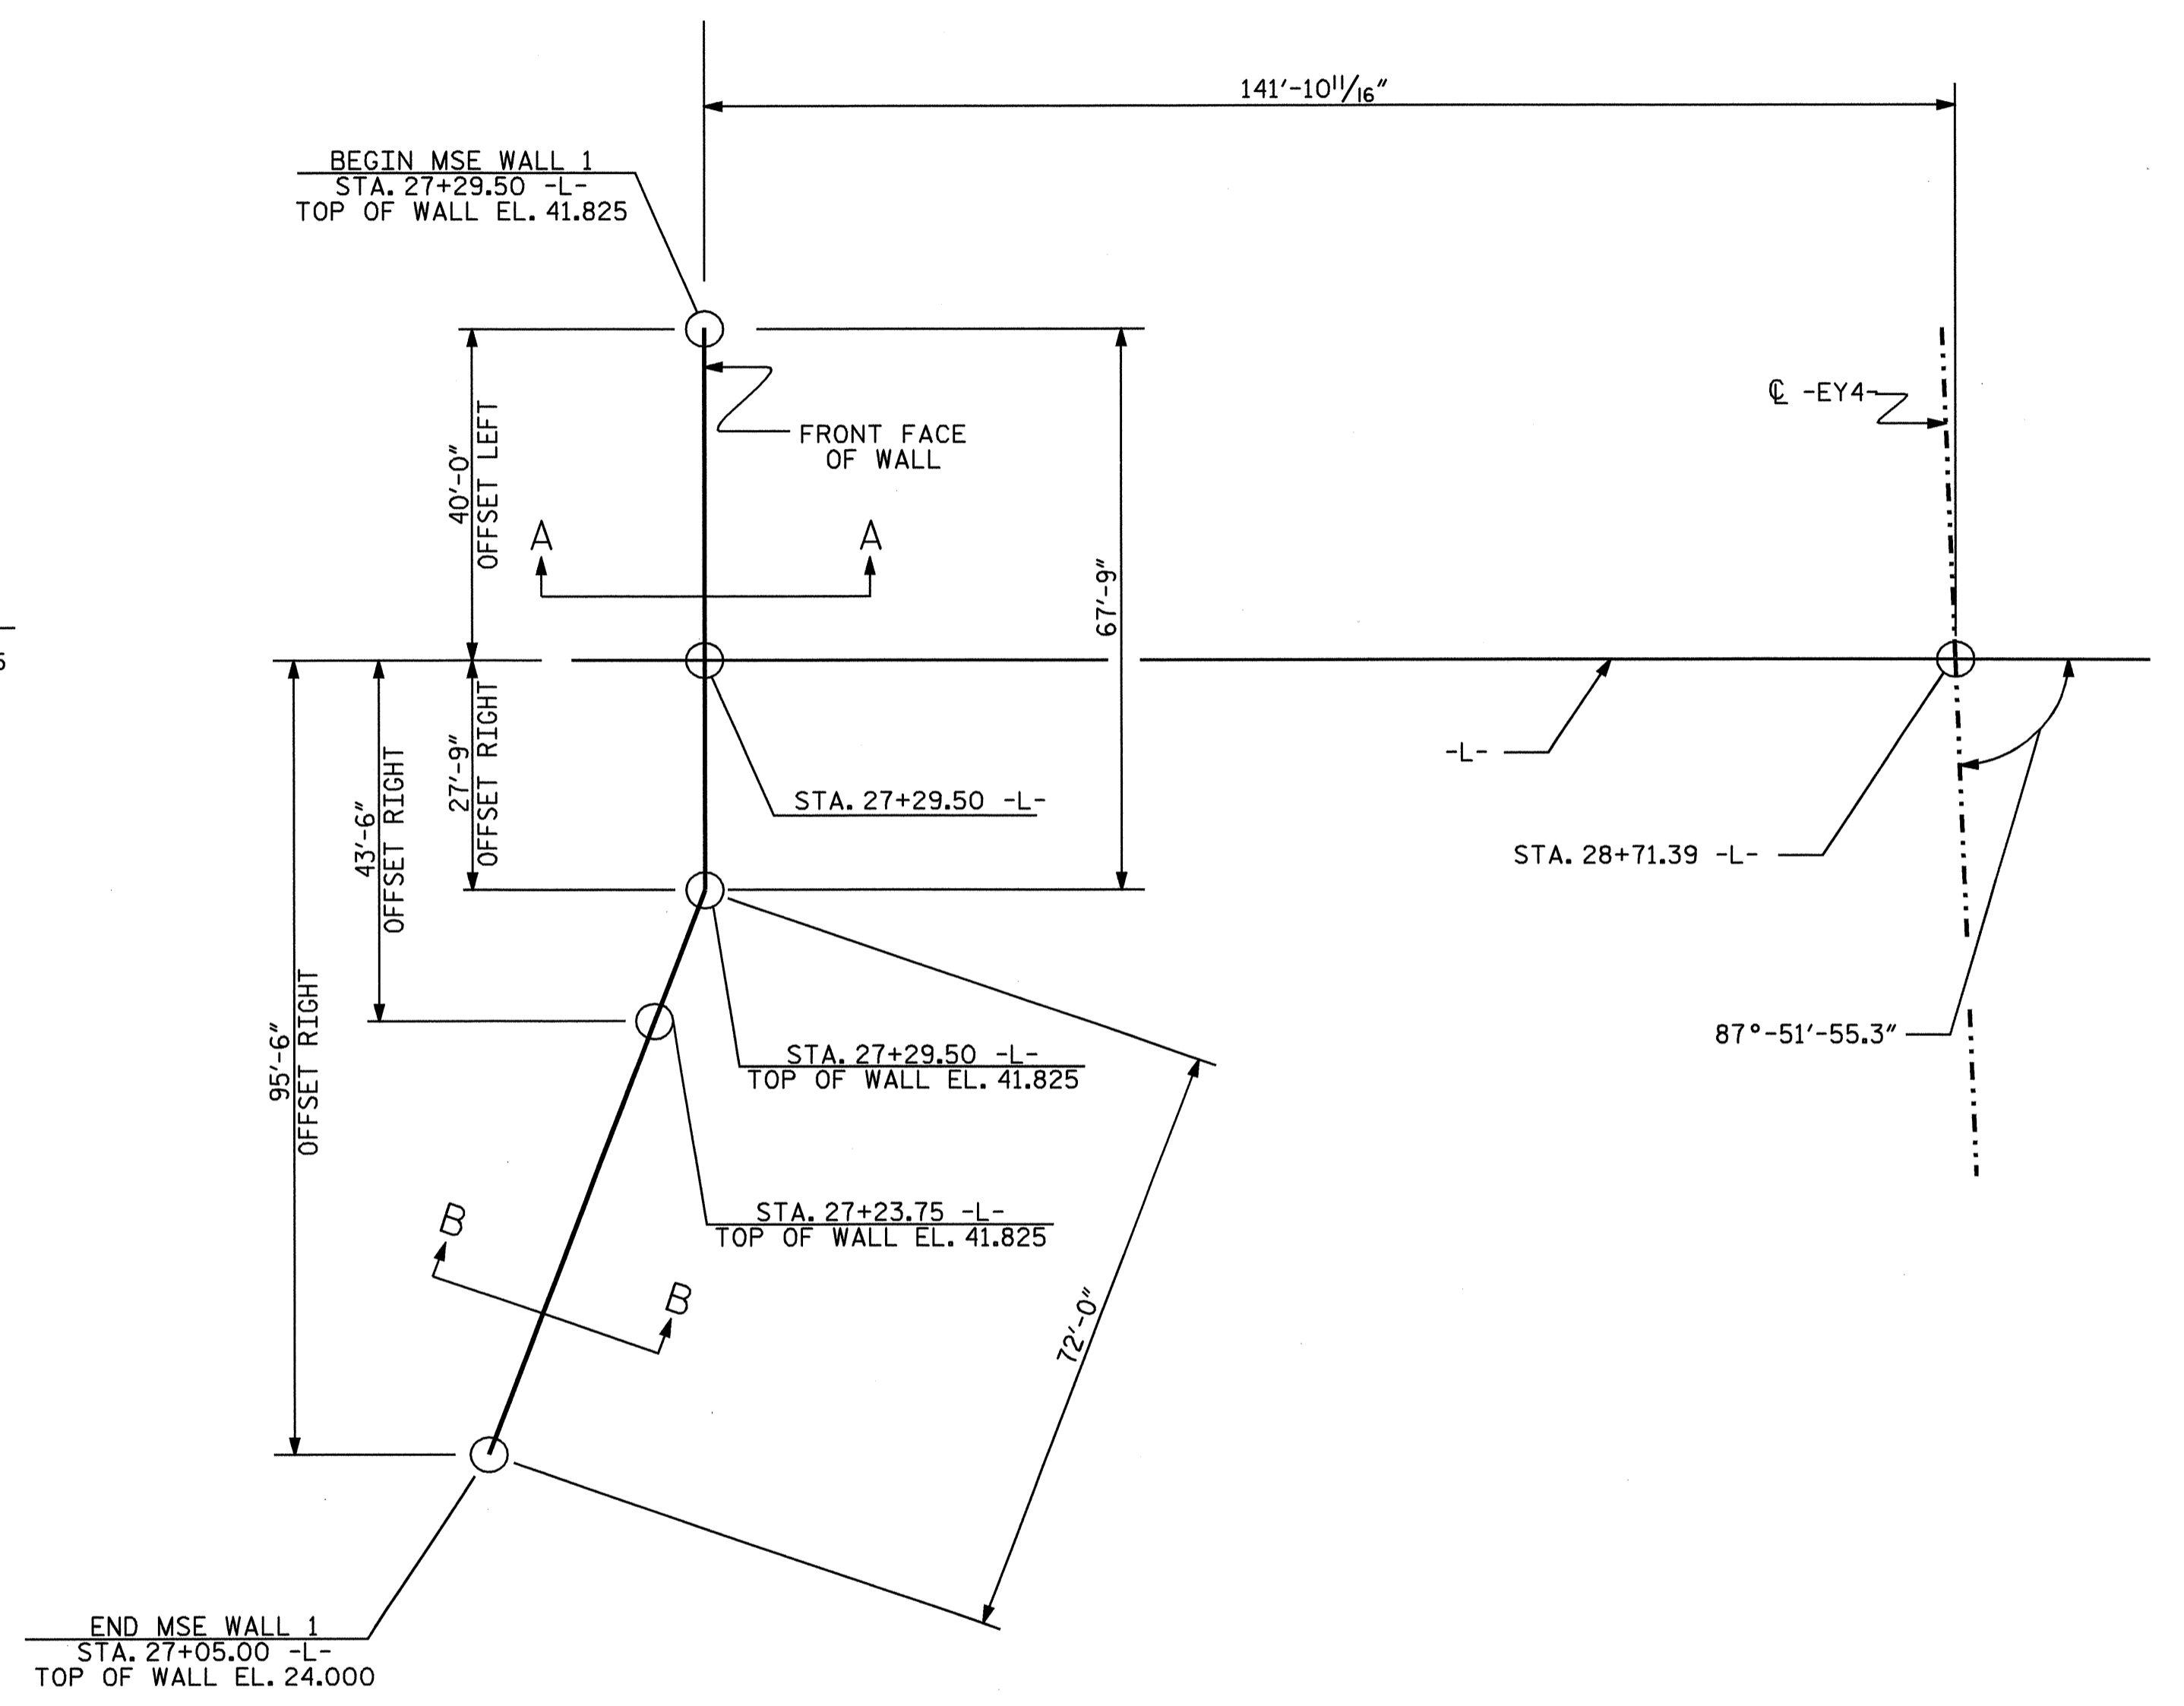 141'-10 11/16"
BEGIN MSE WALL 1
STA. 27+29.50 -L-
TOP OF WALL EL. 41.825
40'-0"
OFFSET LEFT
FRONT FACE
OF WALL
℄ -EY4-
A
A
67'-9"
27'-9"
OFFSET RIGHT
43'-6"
OFFSET RIGHT
95'-6"
OFFSET RIGHT
-L-
STA. 27+29.50 -L-
STA. 28+71.39 -L-
87°-51'-55.3"
STA. 27+29.50 -L-
TOP OF WALL EL. 41.825
STA. 27+23.75 -L-
TOP OF WALL EL. 41.825
B
B
72'-0"
END MSE WALL 1
STA. 27+05.00 -L-
TOP OF WALL EL. 24.000